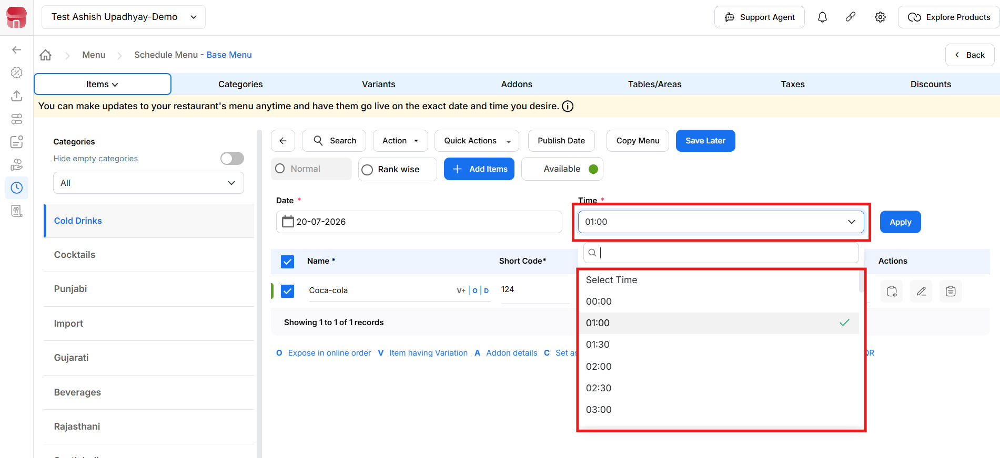 Test Ashish Upadhyay-Demo
Support Agent
Explore Products
Menu
Schedule Menu - Base Menu
Back
Items
Categories
Variants
Addons
Tables/Areas
Taxes
Discounts
You can make updates to your restaurant's menu anytime and have them go live on the exact date and time you desire.
Categories
Hide empty categories
All
Cold Drinks
Cocktails
Punjabi
Import
Gujarati
Beverages
Rajasthani
Search
Action
Quick Actions
Publish Date
Copy Menu
Save Later
Normal
Rank wise
Add Items
Available
Date *
Time *
20-07-2026
01:00
Apply
Name *
Short Code*
Actions
Coca-cola
V+ | O | D
124
Showing 1 to 1 of 1 records
O Expose in online order V Item having Variation A Addon details C Set as
QR
Select Time
00:00
01:00
01:30
02:00
02:30
03:00